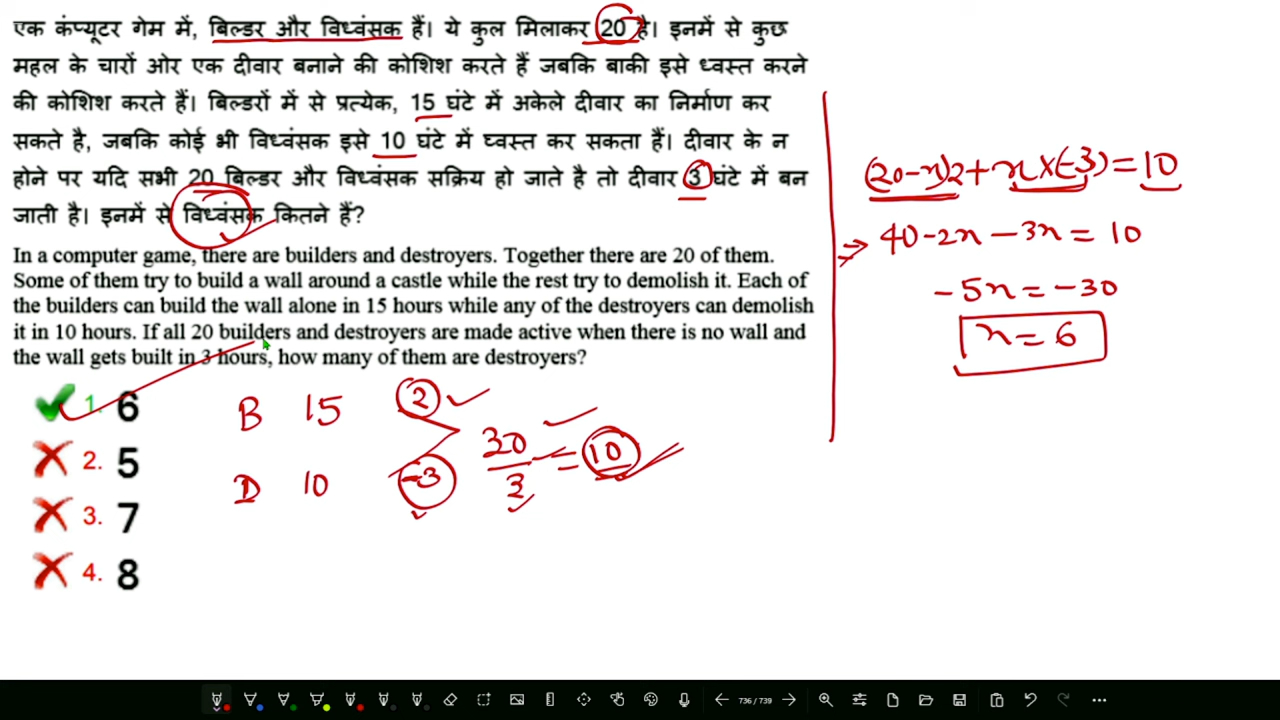 एक कंप्यूटर गेम में, बिल्डर और विध्वंसक हैं। ये कुल मिलाकर 20 है। इनमें से कुछ
महल के चारों ओर एक दीवार बनाने की कोशिश करते हैं जबकि बाकी इसे ध्वस्त करने
की कोशिश करते हैं। बिल्डरों में से प्रत्येक, 15 घंटे में अकेले दीवार का निर्माण कर
सकते है, जबकि कोई भी विध्वंसक इसे 10 घंटे में घ्वस्त कर सकता हैं। दीवार के न
होने पर यदि सभी 20 बिल्डर और विध्वंसक सक्रिय हो जाते है तो दीवार 3 घंटे में बन
जाती है। इनमें से विध्वंसक कितने हैं?
In a computer game, there are builders and destroyers. Together there are 20 of them.
Some of them try to build a wall around a castle while the rest try to demolish it. Each of
the builders can build the wall alone in 15 hours while any of the destroyers can demolish
it in 10 hours. If all 20 builders and destroyers are made active when there is no wall and
the wall gets built in 3 hours, how many of them are destroyers?
1. 6
2. 5
3. 7
4. 8
B 15 2
D 10 -3
30/3 = 10
(20-n)2 + n×(-3) = 10
⇒ 40-2n-3n = 10
-5n = -30
n = 6
736 / 739